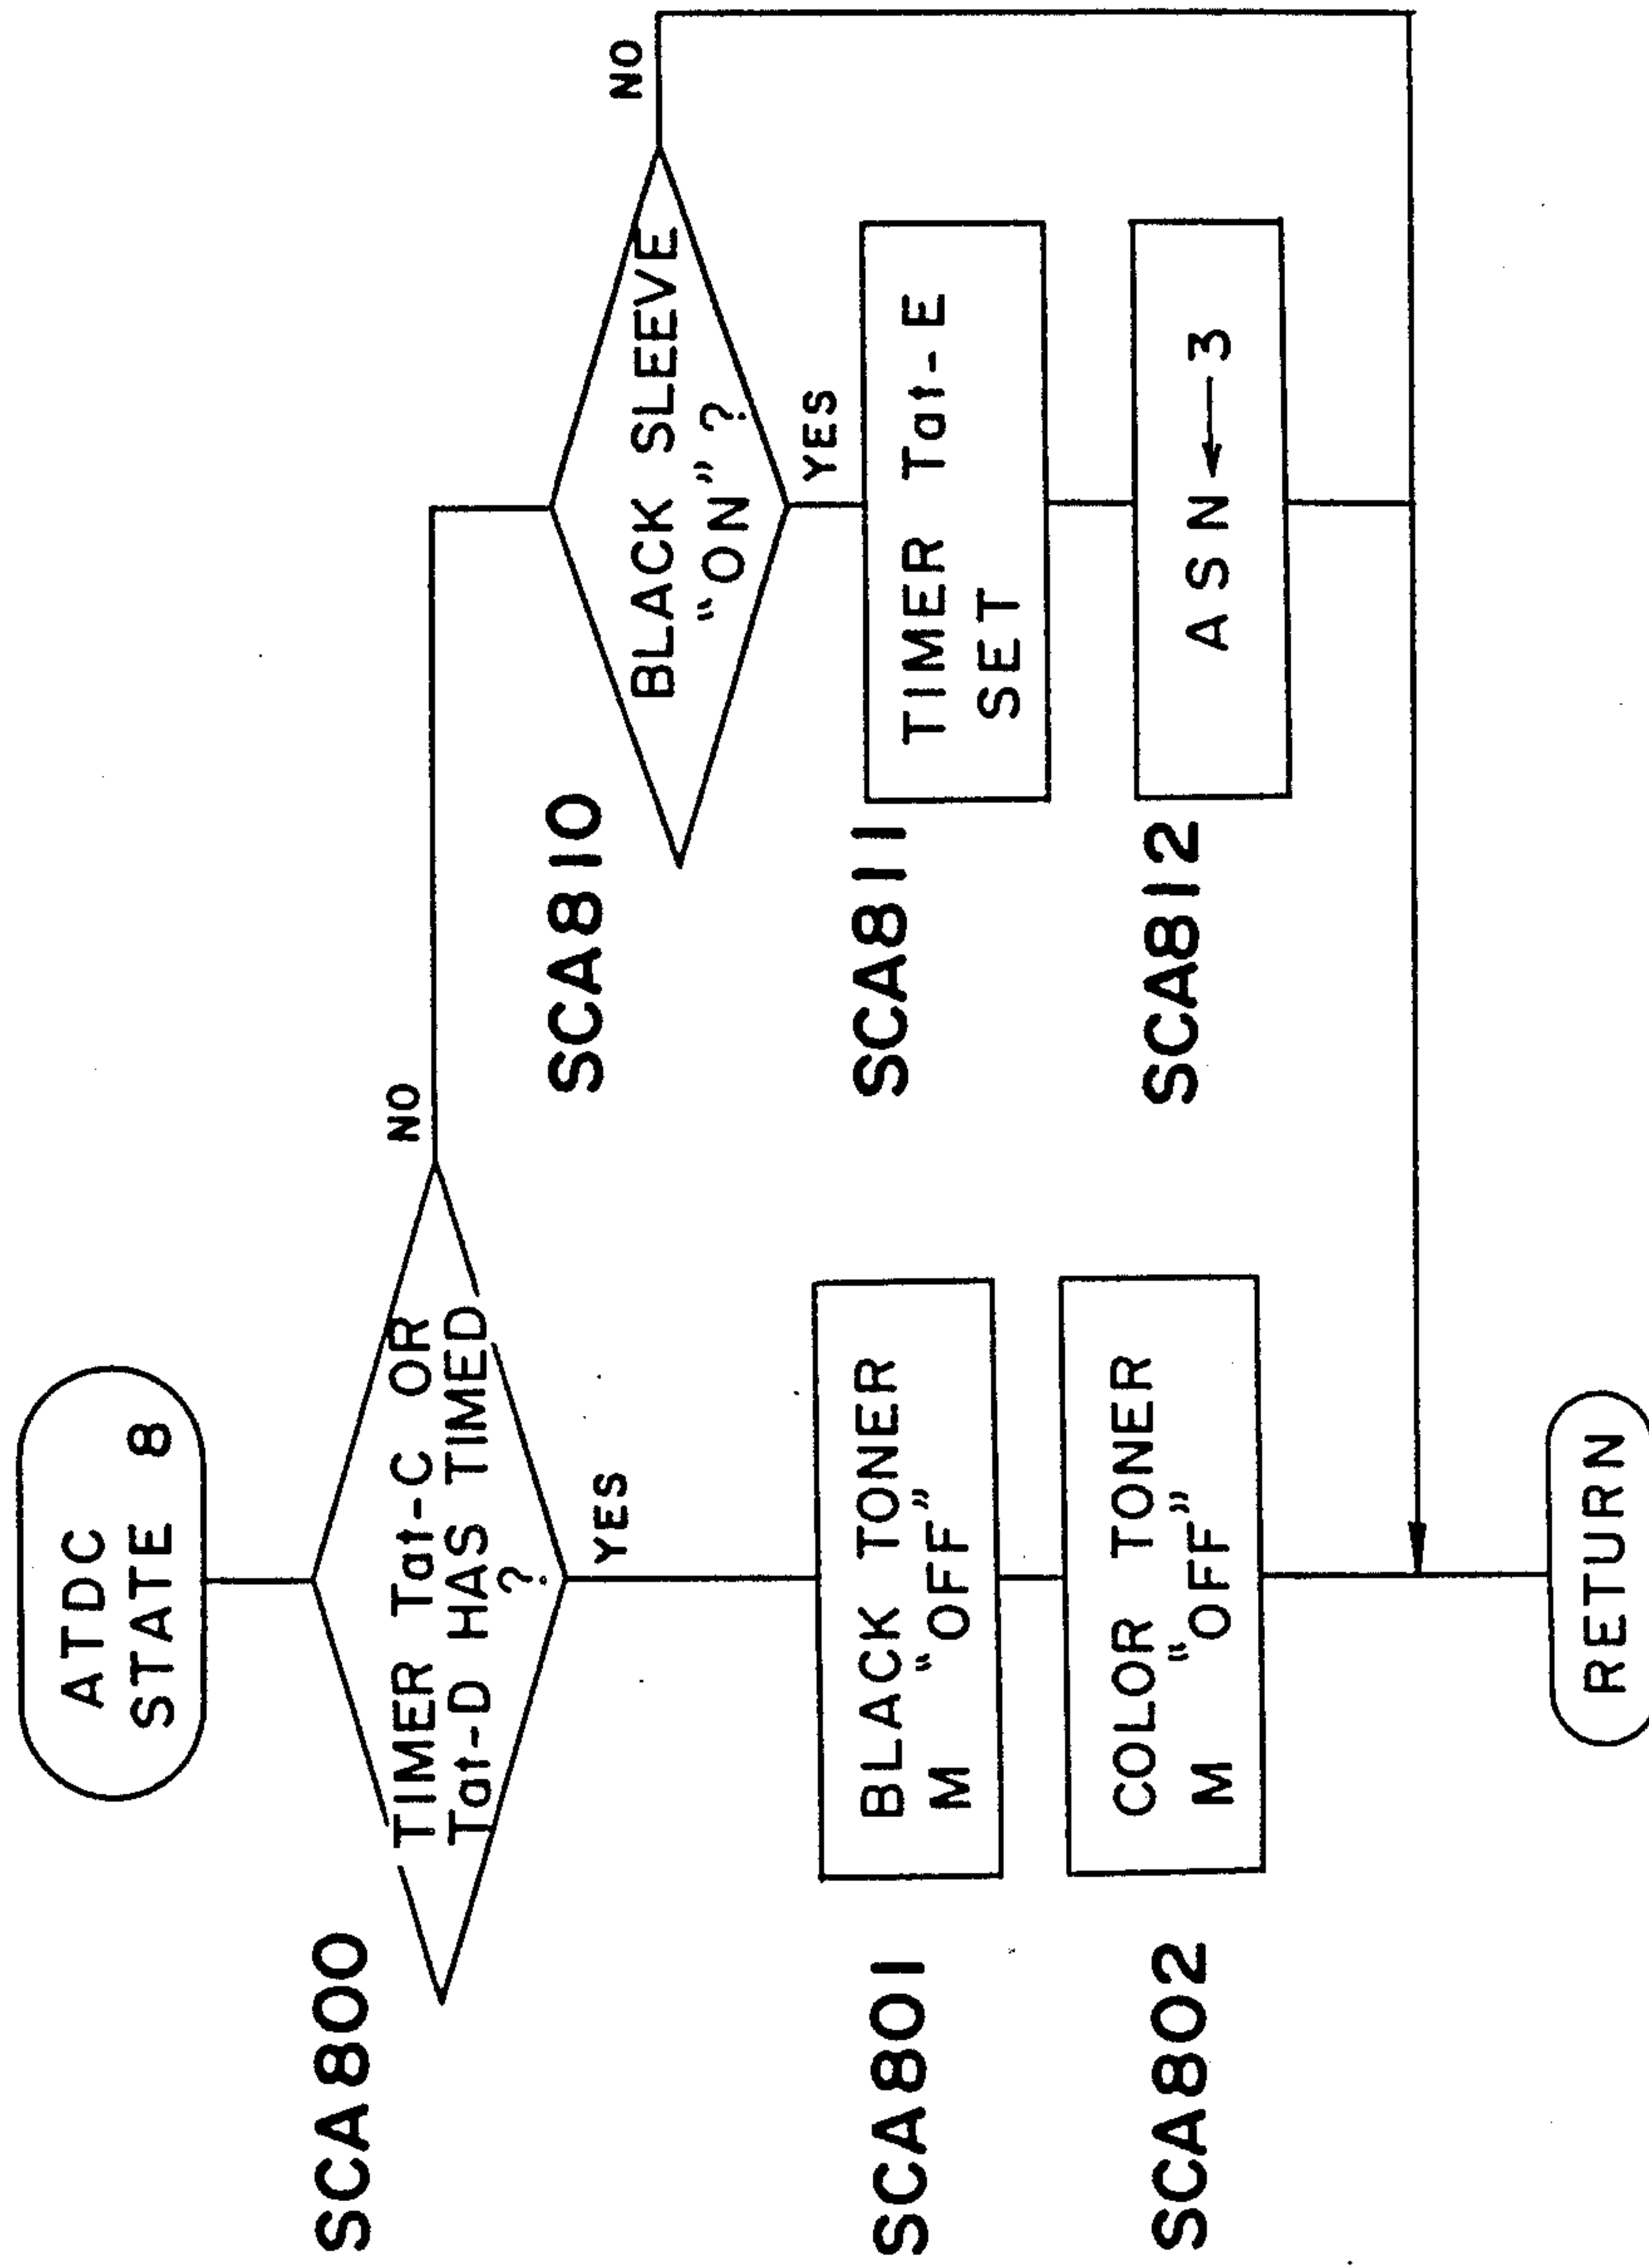 ATDC
STATE 8
SCA800
TIMER Tat-C OR
Tat-D HAS TIMED
?
NO
YES
SCA801
BLACK TONER
M "OFF"
SCA802
COLOR TONER
M "OFF"
SCA810
BLACK SLEEVE
"ON" ?
NO
YES
SCA811
TIMER Tat-E
SET
SCA812
ASN ← 3
RETURN